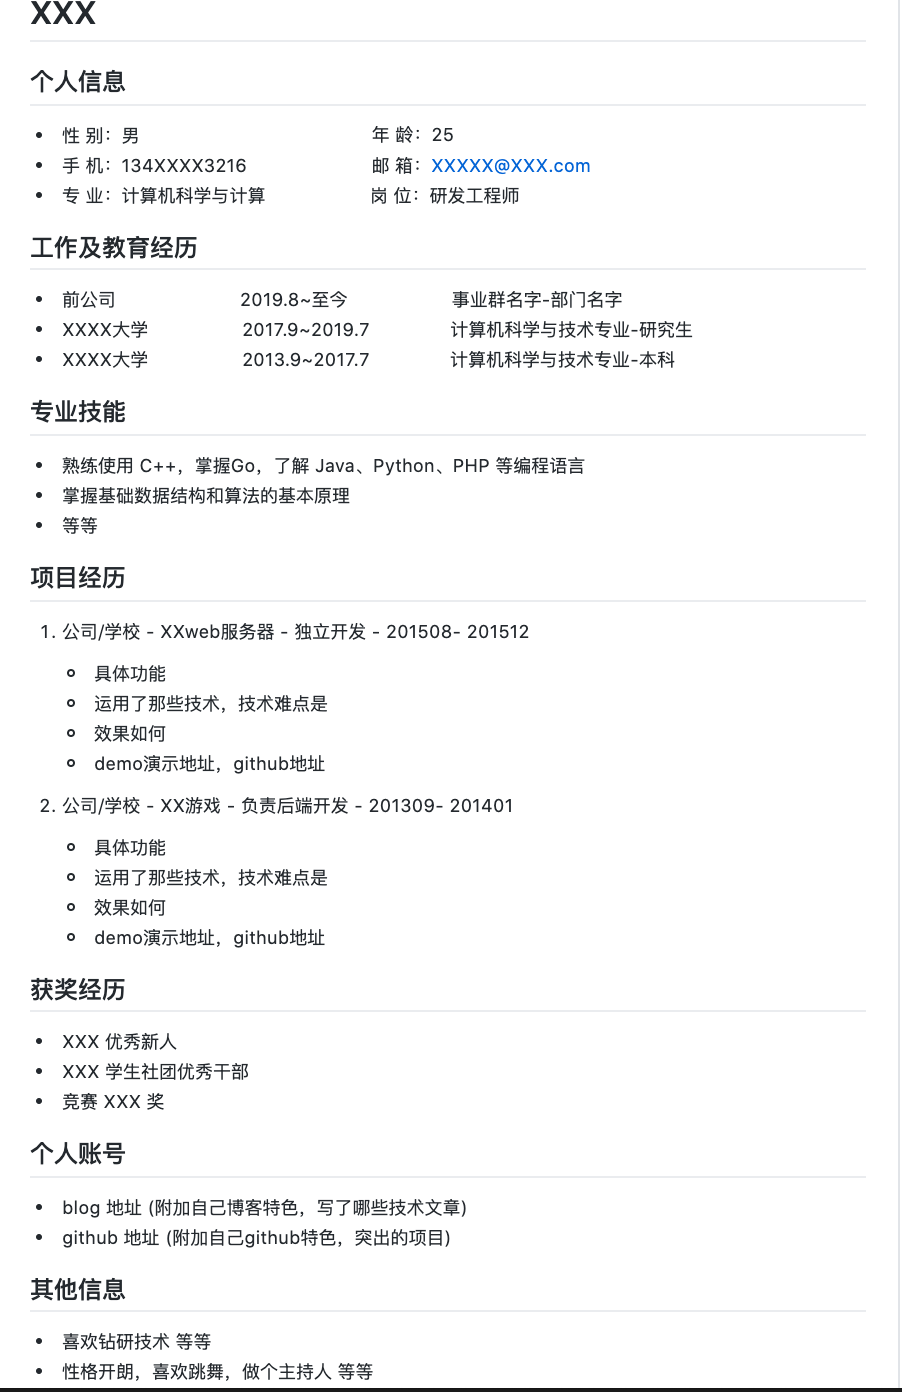 XXX
个人信息
性 别：男 年 龄：25
手 机：134XXXX3216 邮 箱：XXXXX@XXX.com
专 业：计算机科学与计算 岗 位：研发工程师
工作及教育经历
前公司 2019.8~至今 事业群名字-部门名字
XXXX大学 2017.9~2019.7 计算机科学与技术专业-研究生
XXXX大学 2013.9~2017.7 计算机科学与技术专业-本科
专业技能
熟练使用 C++，掌握Go，了解 Java、Python、PHP 等编程语言
掌握基础数据结构和算法的基本原理
等等
项目经历
1. 公司/学校 - XXweb服务器 - 独立开发 - 201508- 201512
具体功能
运用了那些技术，技术难点是
效果如何
demo演示地址，github地址
2. 公司/学校 - XX游戏 - 负责后端开发 - 201309- 201401
具体功能
运用了那些技术，技术难点是
效果如何
demo演示地址，github地址
获奖经历
XXX 优秀新人
XXX 学生社团优秀干部
竞赛 XXX 奖
个人账号
blog 地址 (附加自己博客特色，写了哪些技术文章)
github 地址 (附加自己github特色，突出的项目)
其他信息
喜欢钻研技术 等等
性格开朗，喜欢跳舞，做个主持人 等等